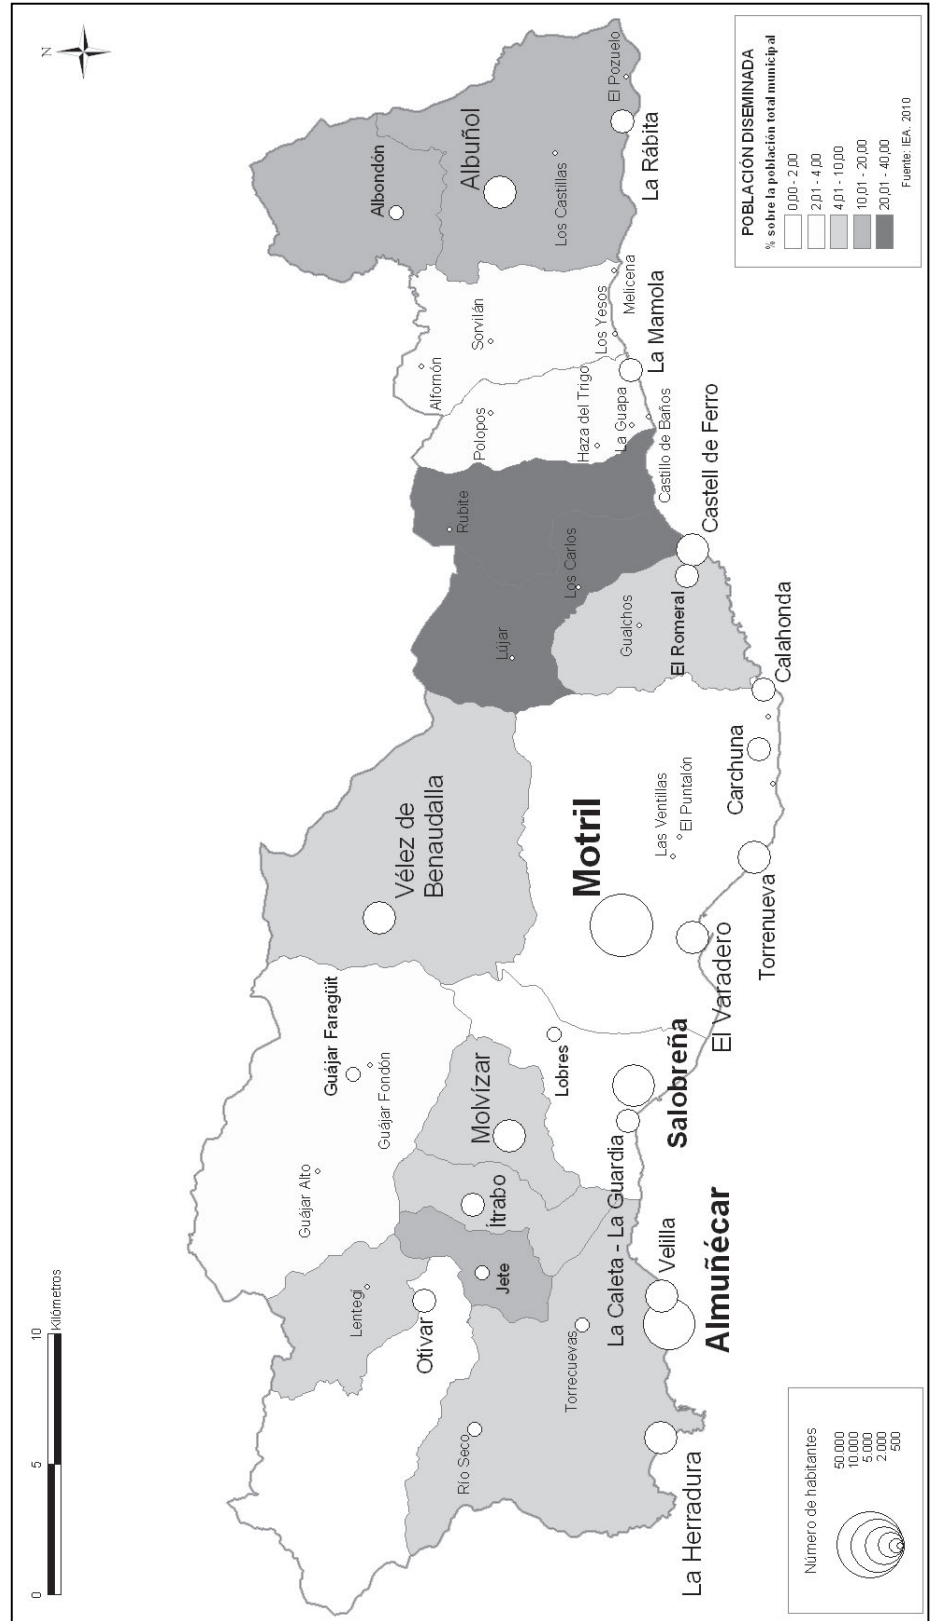 N
0
5
10
Kilómetros
Albondón
Albuñol
Los Castillas
El Pozuelo
La Rábita
Alfornón
Sorvilán
Los Yesos
Melicena
La Mamola
Polopos
Haza del Trigo
La Guapa
Castillo de Baños
Rubite
Los Carlos
Castell de Ferro
Lújar
Gualchos
El Romeral
Calahonda
Vélez de
Benaudalla
Motril
Las Ventillas
El Puntalón
Carchuna
Torrenueva
El Varadero
Guájar Faragüit
Guájar Fondón
Guájar Alto
Lobres
Salobreña
Molvízar
Ítrabo
La Caleta - La Guardia
Jete
Lentegí
Otívar
Velilla
Almuñécar
Torrecuevas
Río Seco
La Herradura
POBLACIÓN DISEMINADA
% sobre la población total municipal
0,00 - 2,00
2,01 - 4,00
4,01 - 10,00
10,01 - 20,00
20,01 - 40,00
Fuente: IEA. 2010
Número de habitantes
50.000
10.000
5.000
2.000
500